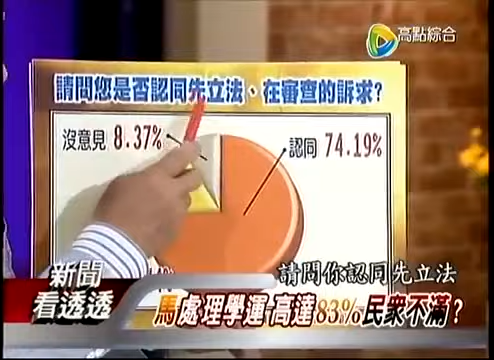 高點綜合
請問您是否認同先立法、在審查的訴求?
沒意見 8.37%
認同 74.19%
請問你認同先立法
新聞
看透透
馬處理學運 高達83%民眾不滿?